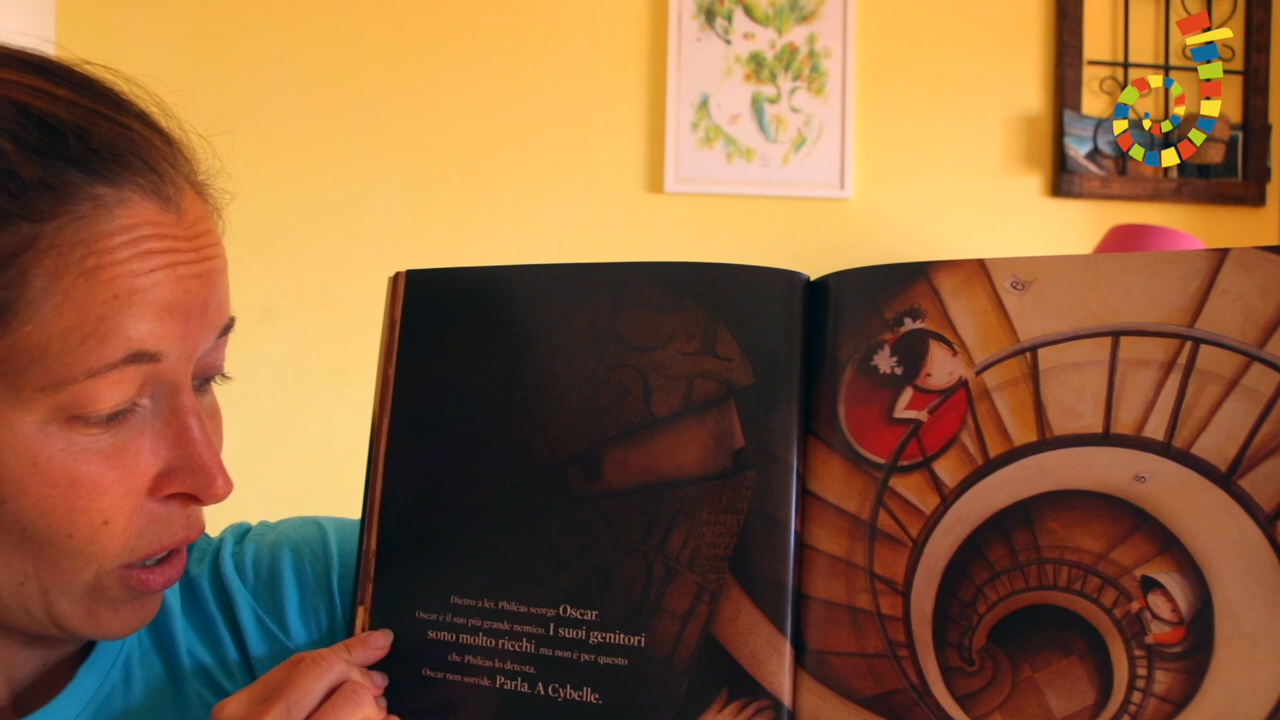 Dietro a lei, Philéas scorge Oscar.
Oscar è il suo più grande nemico. I suoi genitori
sono molto ricchi, ma non è per questo
che Philéas lo detesta.
Oscar non sorride. Parla. A Cybelle.
e
s